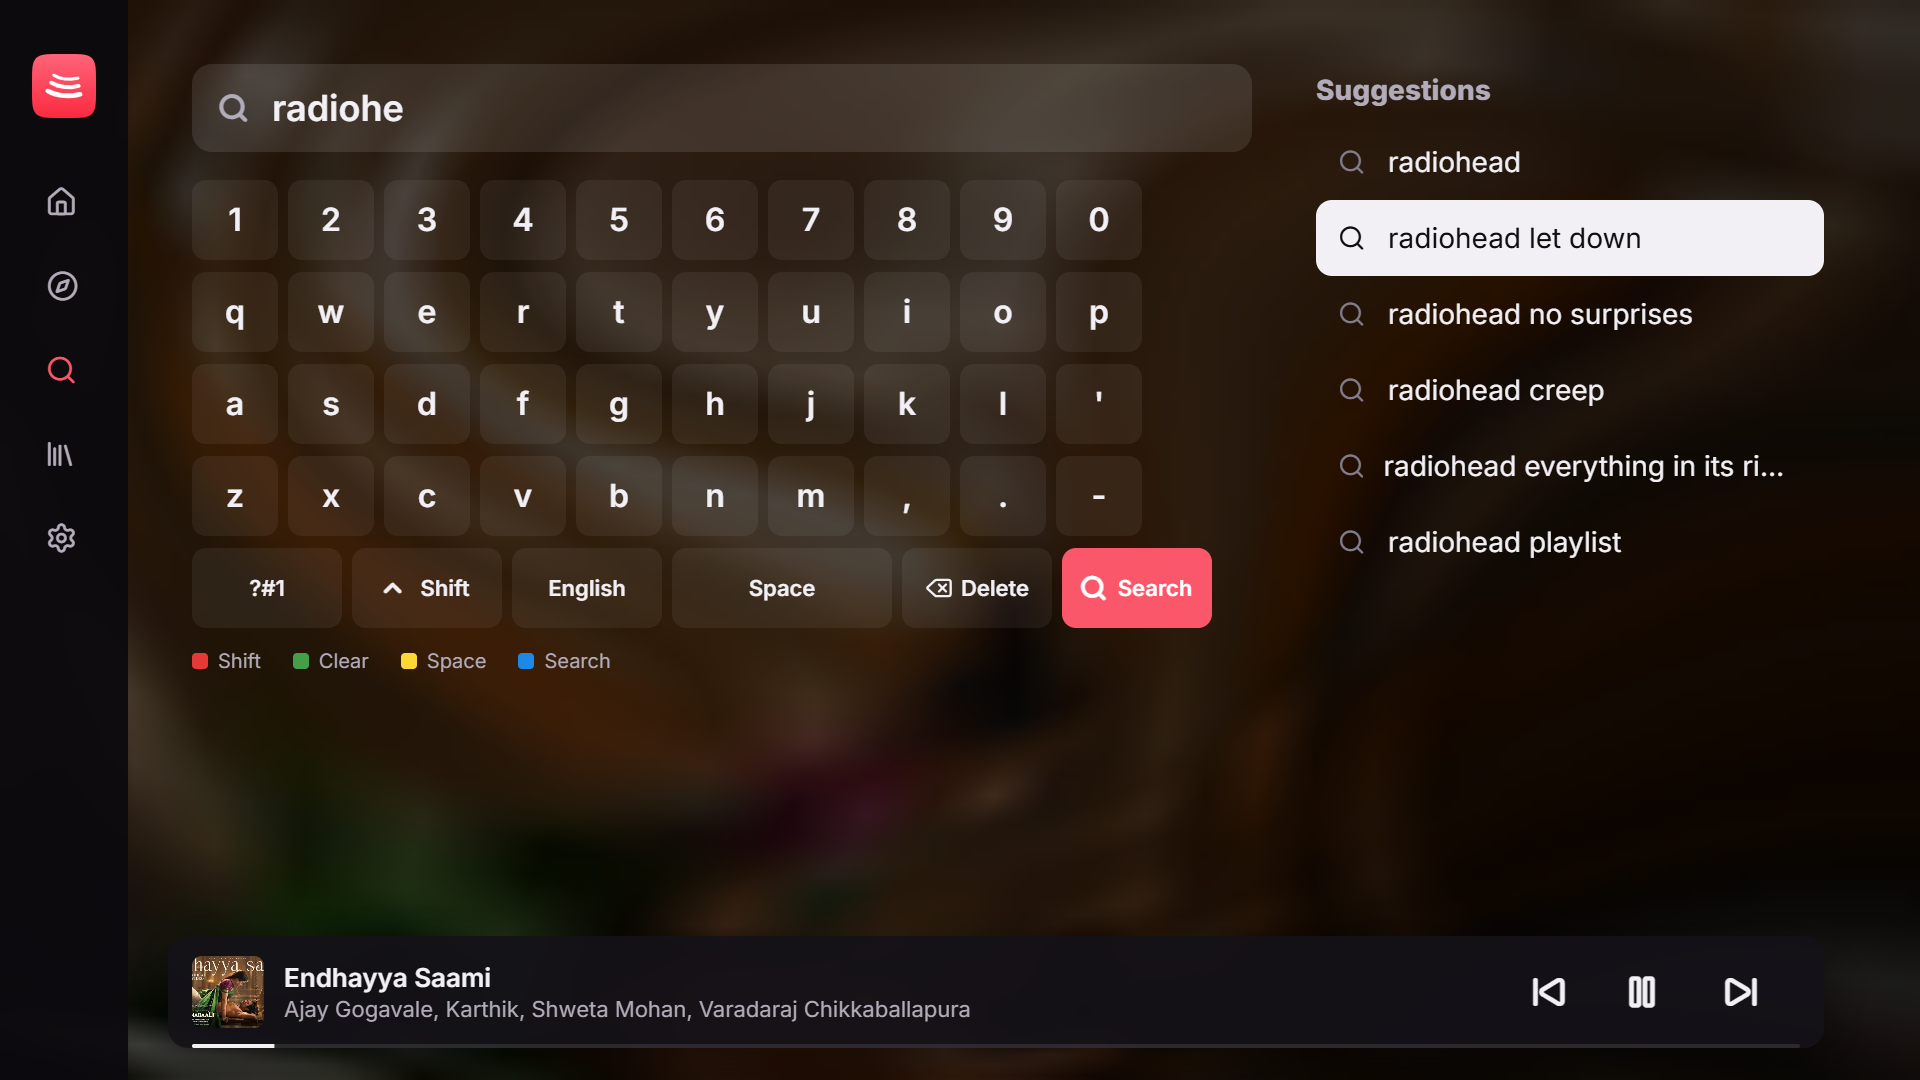 radiohe
1 2 3 4 5 6 7 8 9 0
q w e r t y u i o p
a s d f g h j k l '
z x c v b n m , . -
?#1 Shift English Space Delete Search
Shift Clear Space Search
Suggestions
radiohead
radiohead let down
radiohead no surprises
radiohead creep
radiohead everything in its ri...
radiohead playlist
hayya sa
Endhayya Saami
Ajay Gogavale, Karthik, Shweta Mohan, Varadaraj Chikkaballapura